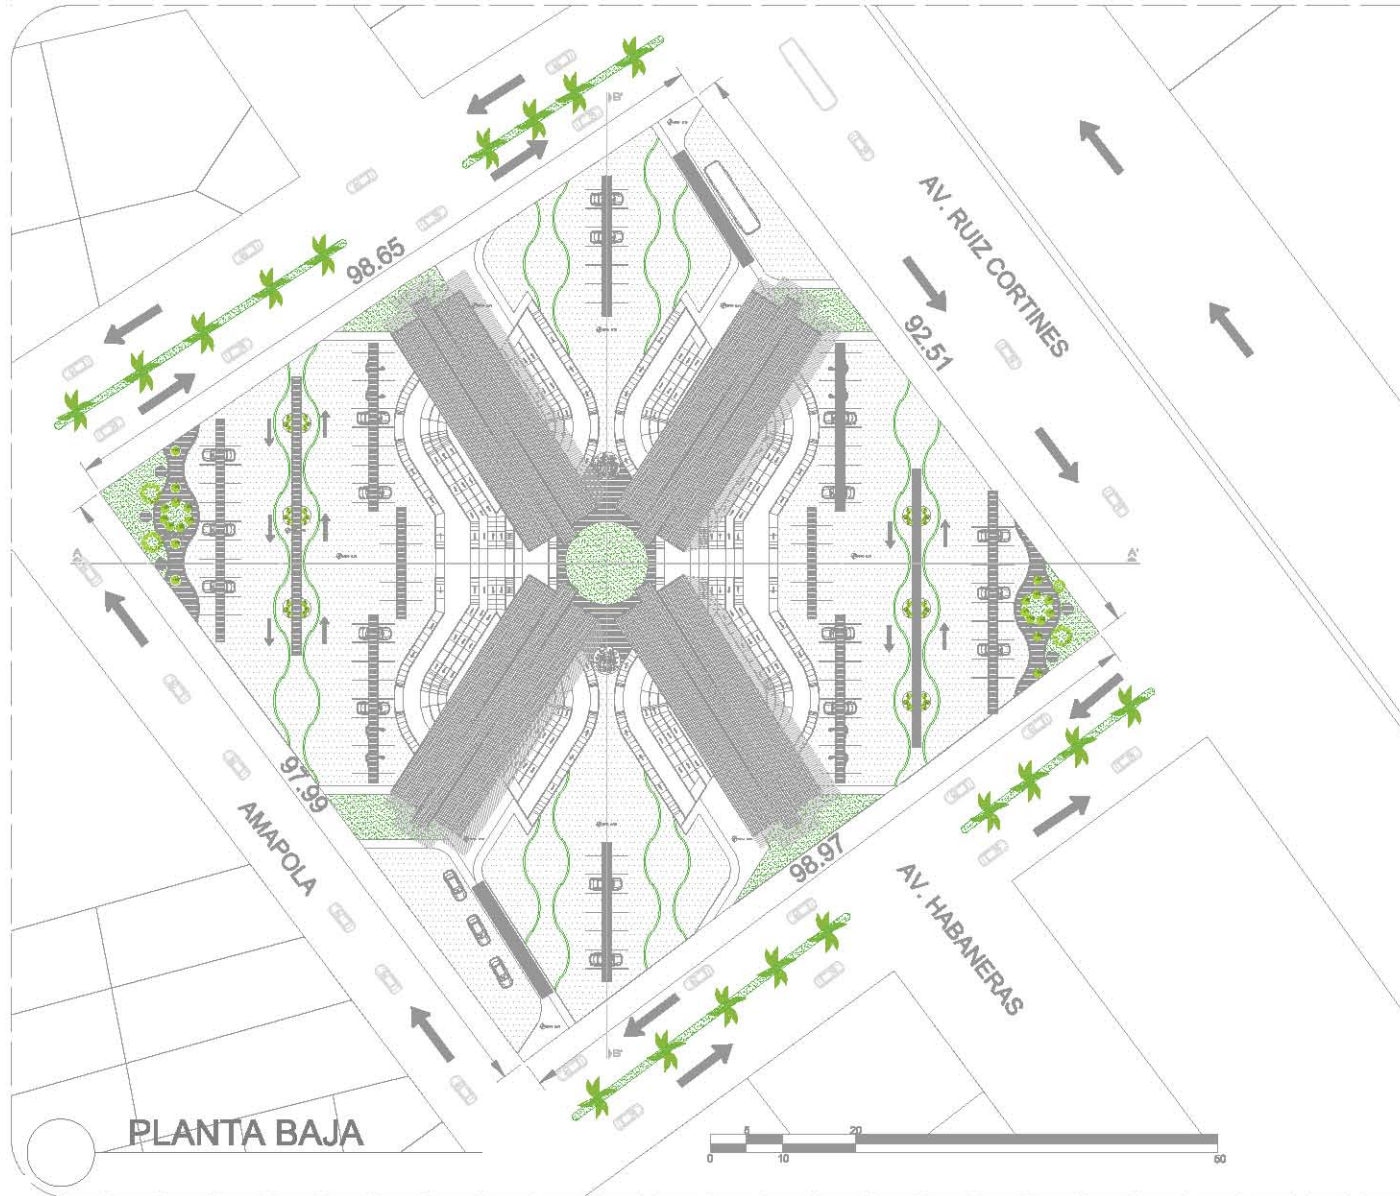 B'
98.65
AV. RUIZ CORTINES
92.51
A
A'
97.99
AMAPOLA
98.97
AV. HABANERAS
B'
PLANTA BAJA
5
20
0
10
50